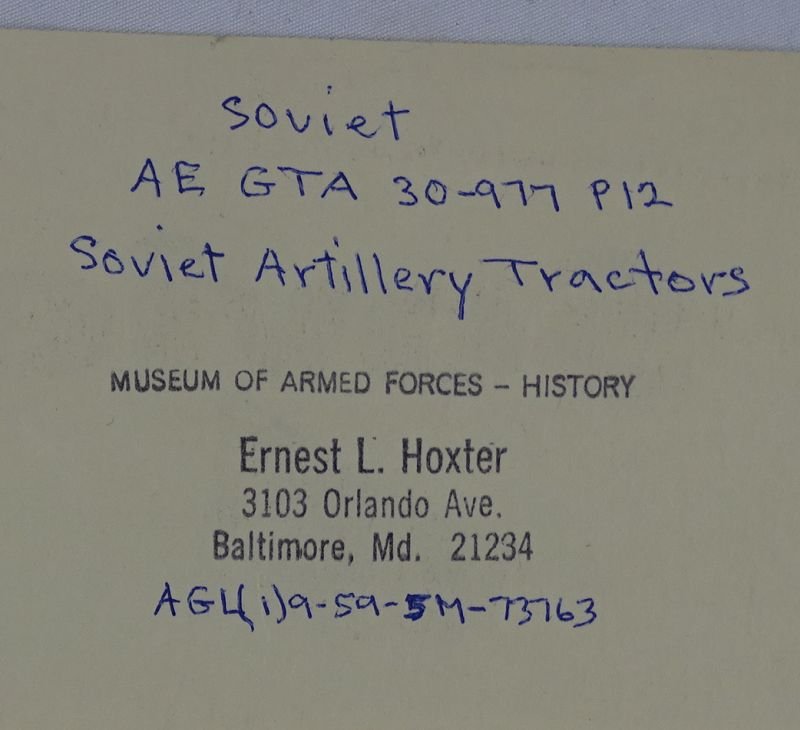 Soviet
AE GTA 30-977 P12
Soviet Artillery Tractors
MUSEUM OF ARMED FORCES – HISTORY
Ernest L. Hoxter
3103 Orlando Ave.
Baltimore, Md. 21234
AGL(1)9-59-5M-73763